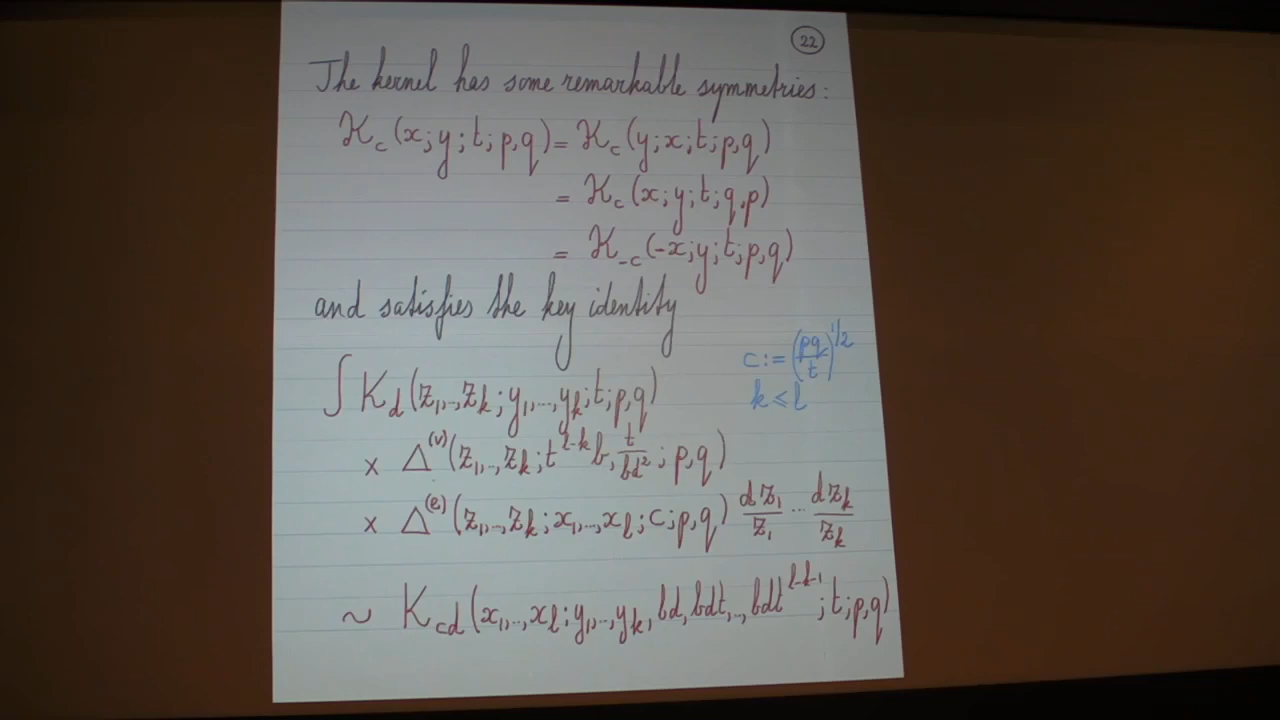 22
The kernel has some remarkable symmetries:
𝒦_c(x;y;t;p,q) = 𝒦_c(y;x;t;p,q)
= 𝒦_c(x;y;t;q,p)
= 𝒦_{-c}(-x;y;t;p,q)
and satisfies the key identity
c := (pq/t)^{1/2}
k ≤ l
∫ K_d(z_1,..,z_k; y_1,...,y_k; t; p,q)
× Δ^{(v)}(z_1,..,z_k; t^{l-k}b, t/bd²; p,q)
× Δ^{(e)}(z_1,..,z_k; x_1,...,x_l; c; p,q) dz_1/z_1 ... dz_k/z_k
~ K_{cd}(x_1,..,x_l; y_1,..,y_k, bd, bdt,.., bdt^{l-k-1}; t; p,q)